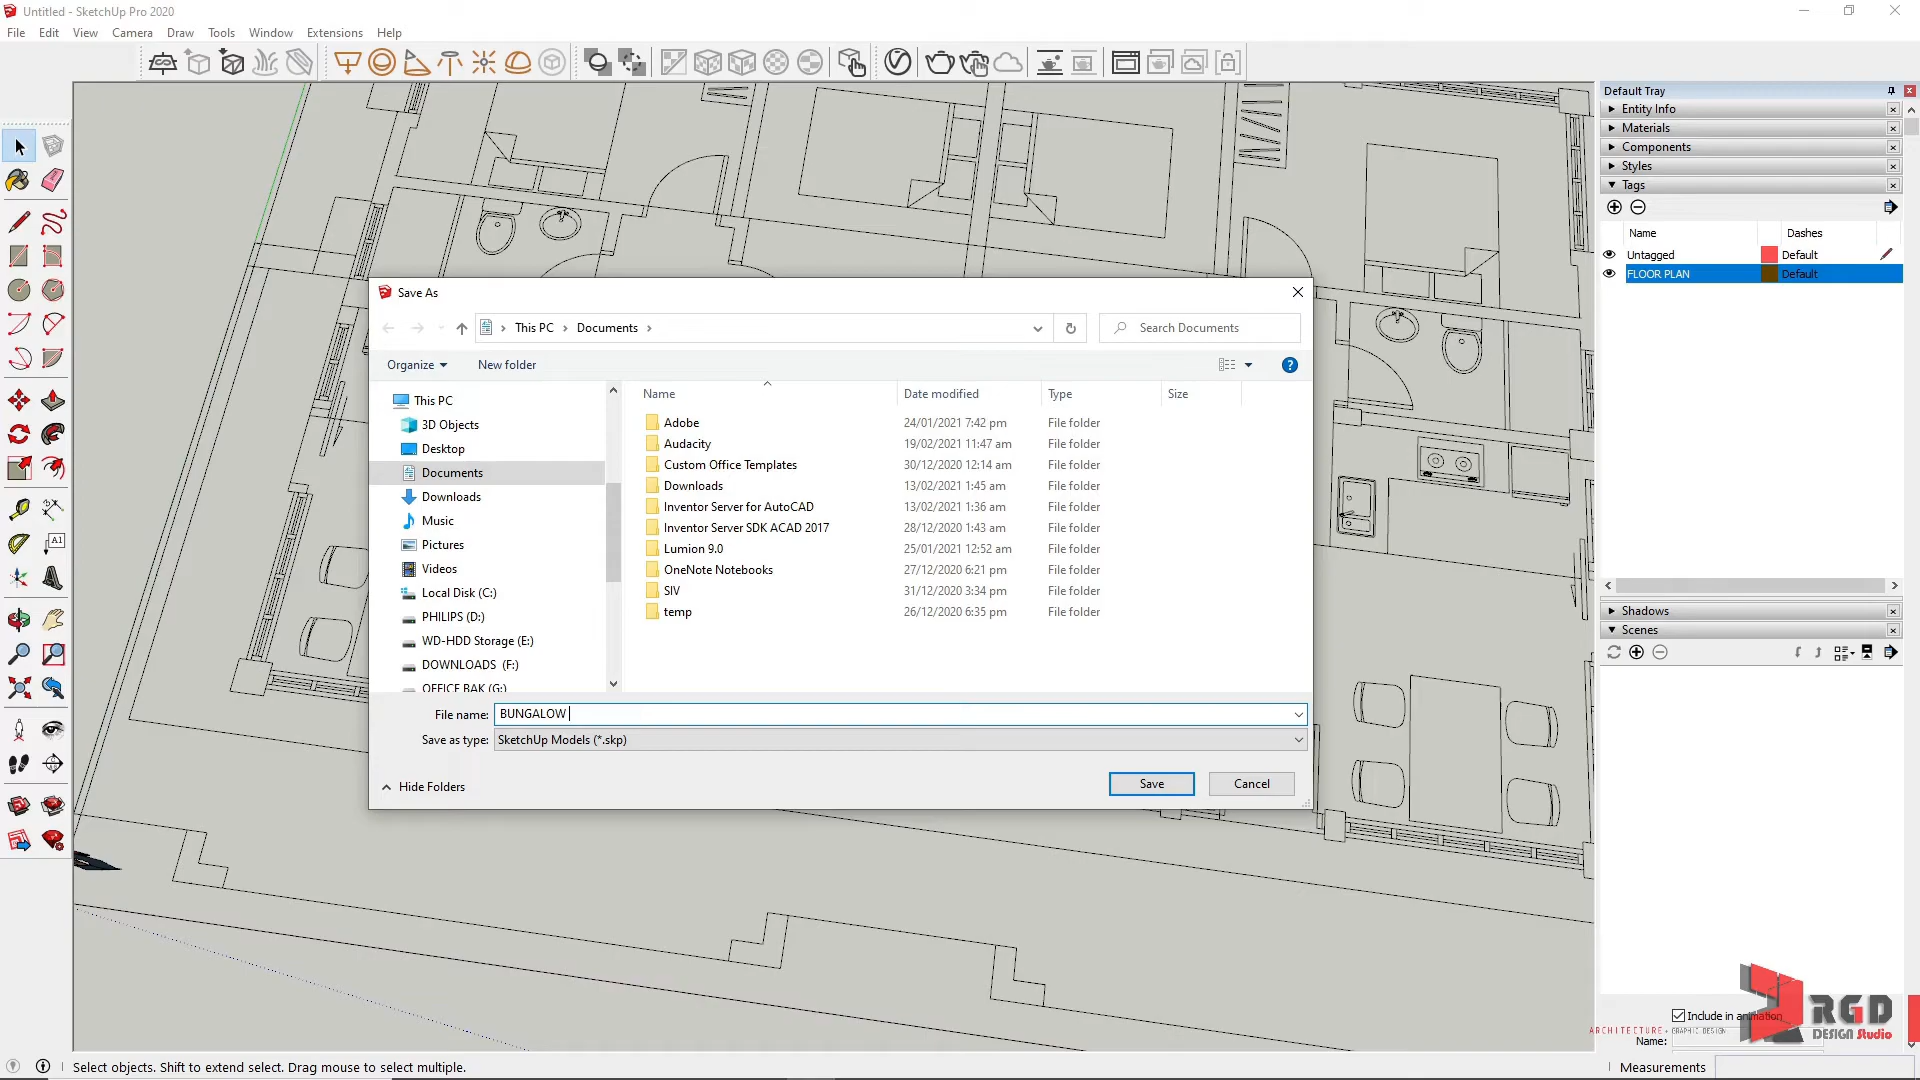 Untitled - SketchUp Pro 2020
File Edit View Camera Draw Tools Window Extensions Help
Default Tray
Entity Info
Materials
Components
Styles
Tags
Name Dashes
Untagged Default
FLOOR PLAN Default
Save As
This PC Documents
Search Documents
Organize New folder
Name Date modified Type Size
This PC
3D Objects
Desktop
Documents
Downloads
Music
Pictures
Videos
Local Disk (C:)
PHILIPS (D:)
WD-HDD Storage (E:)
DOWNLOADS (F:)
OFFICE BAK (G:)
Adobe 24/01/2021 7:42 pm File folder
Audacity 19/02/2021 11:47 am File folder
Custom Office Templates 30/12/2020 12:14 am File folder
Downloads 13/02/2021 1:45 am File folder
Inventor Server for AutoCAD 13/02/2021 1:36 am File folder
Inventor Server SDK ACAD 2017 28/12/2020 1:43 am File folder
Lumion 9.0 25/01/2021 12:52 am File folder
OneNote Notebooks 27/12/2020 6:21 pm File folder
SIV 31/12/2020 3:34 pm File folder
temp 26/12/2020 6:35 pm File folder
File name: BUNGALOW
Save as type: SketchUp Models (*.skp)
Hide Folders
Save Cancel
Shadows
Scenes
Include in animation
Name:
RGD
DESIGN Studio
ARCHITECTURE + GRAPHIC DESIGN
Select objects. Shift to extend select. Drag mouse to select multiple.
Measurements